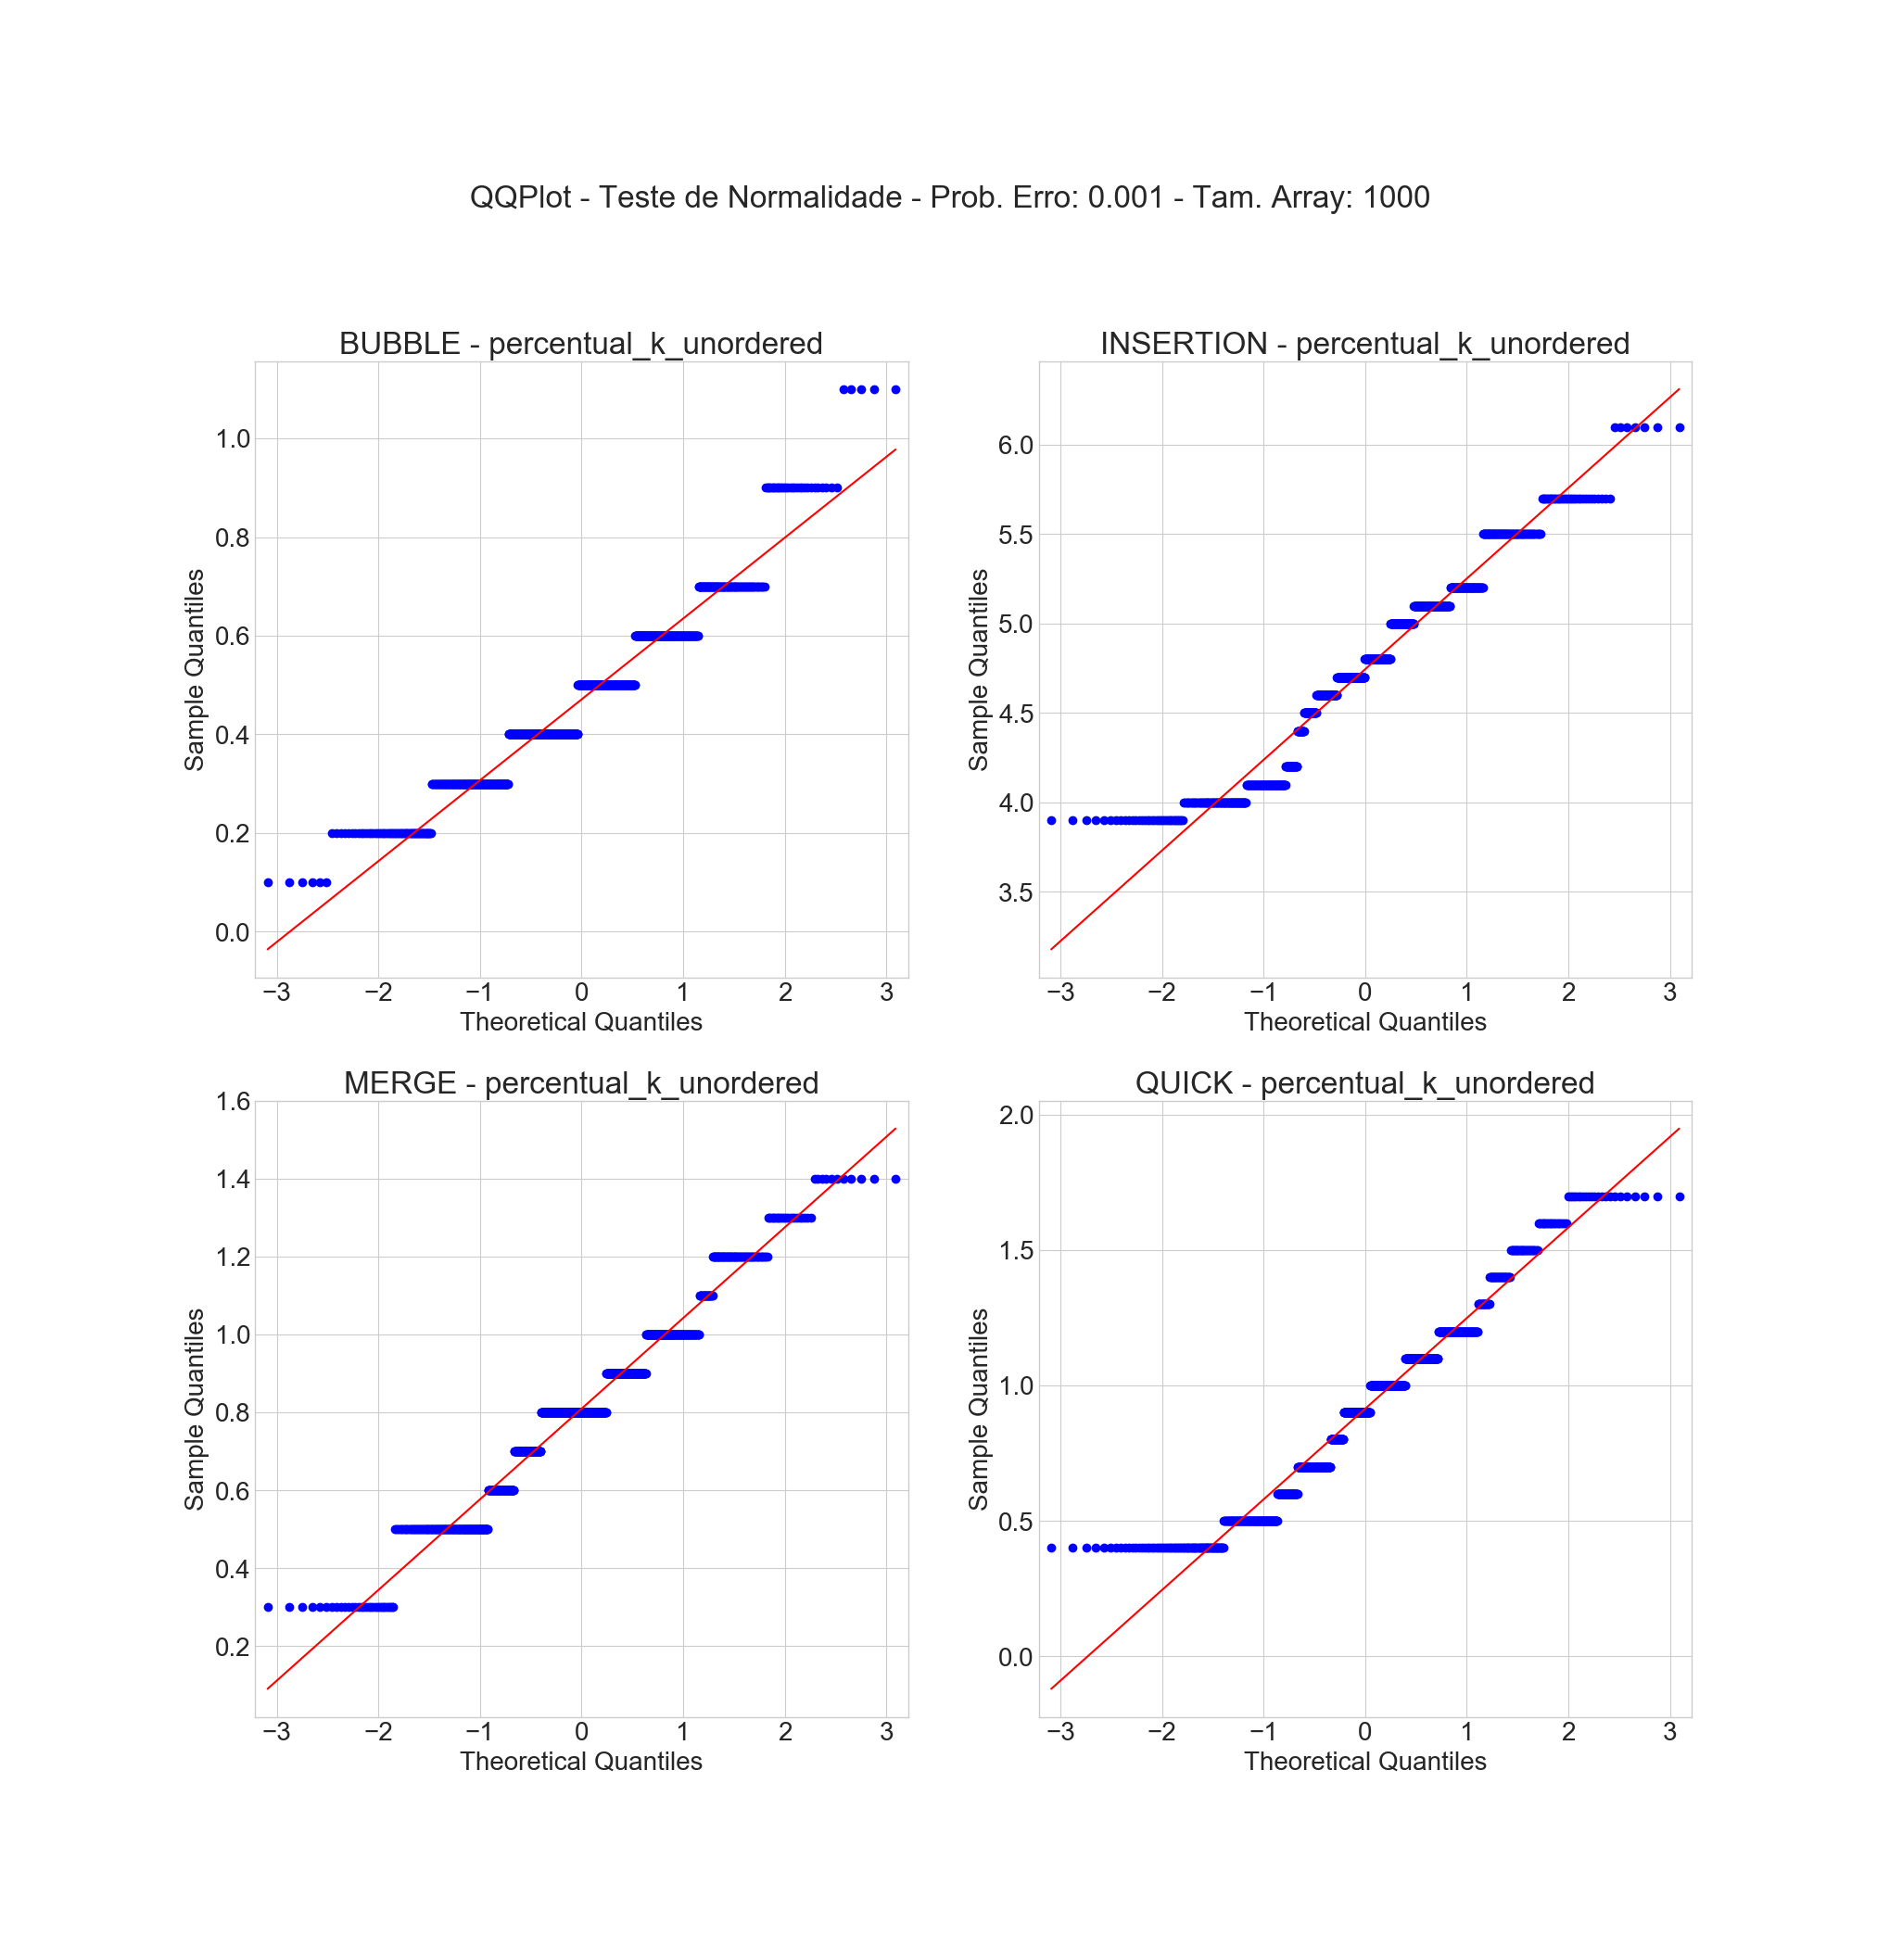 QQPlot - Teste de Normalidade - Prob. Erro: 0.001 - Tam. Array: 1000
BUBBLE - percentual_k_unordered
1.0
0.8
0.6
0.4
0.2
0.0
Sample Quantiles
−3 −2 −1 0 1 2 3
Theoretical Quantiles
INSERTION - percentual_k_unordered
6.0
5.5
5.0
4.5
4.0
3.5
Sample Quantiles
−3 −2 −1 0 1 2 3
Theoretical Quantiles
MERGE - percentual_k_unordered
1.6
1.4
1.2
1.0
0.8
0.6
0.4
0.2
Sample Quantiles
−3 −2 −1 0 1 2 3
Theoretical Quantiles
QUICK - percentual_k_unordered
2.0
1.5
1.0
0.5
0.0
Sample Quantiles
−3 −2 −1 0 1 2 3
Theoretical Quantiles